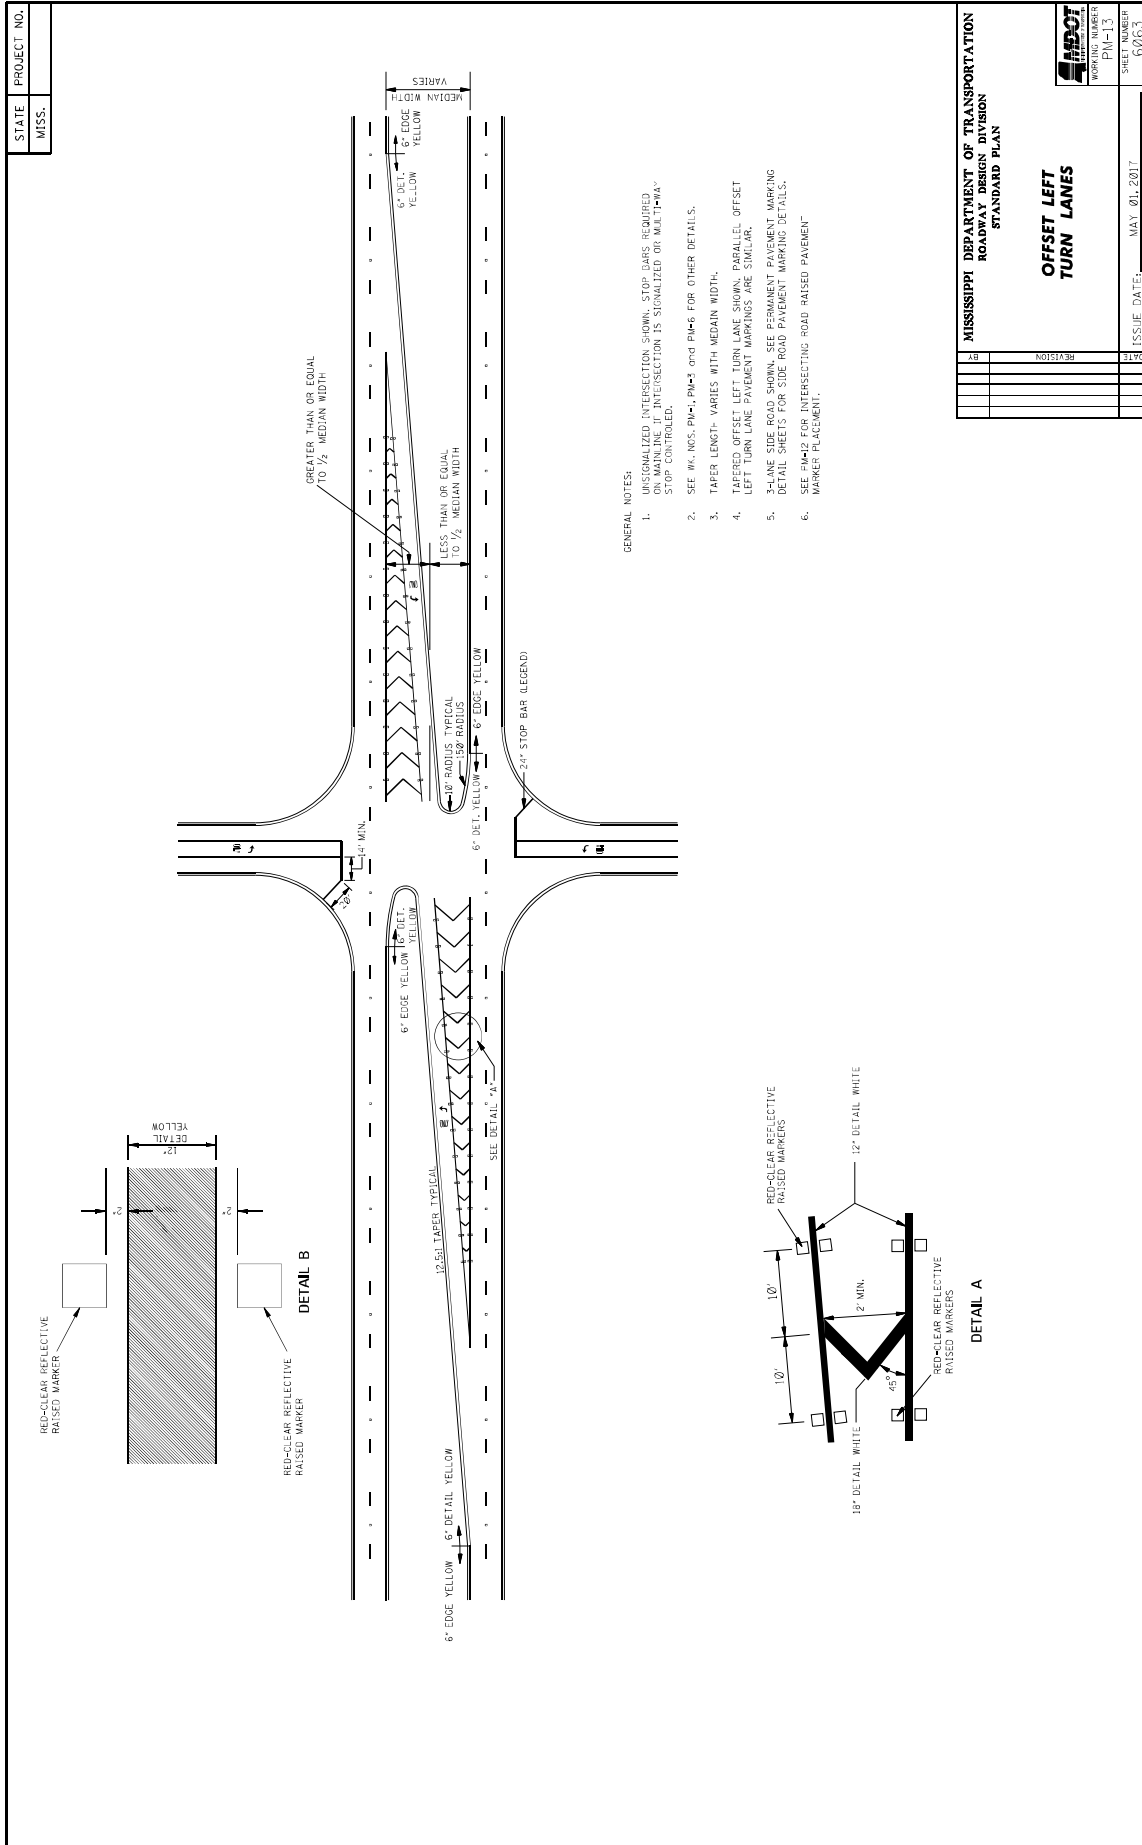 STATE PROJECT NO.
MISS.
MEDIAN WIDTH
VARIES
6" EDGE
YELLOW
6" DET.
YELLOW
GREATER THAN OR EQUAL
TO 1/2 MEDIAN WIDTH
LESS THAN OR EQUAL
TO 1/2 MEDIAN WIDTH
10' RADIUS TYPICAL
150' RADIUS
6" DET. YELLOW
6" EDGE YELLOW
24" STOP BAR (LEGEND)
14' MIN.
20'
6" DET.
YELLOW
6" EDGE YELLOW
SEE DETAIL "A"
12.5:1 TAPER TYPICAL
6" DETAIL YELLOW
6" EDGE YELLOW
RED-CLEAR REFLECTIVE
RAISED MARKER
2"
12"
DETAIL
YELLOW
2"
RED-CLEAR REFLECTIVE
RAISED MARKER
DETAIL B
RED-CLEAR REFLECTIVE
RAISED MARKERS
12" DETAIL WHITE
10'
10'
2' MIN.
45°
18" DETAIL WHITE
RED-CLEAR REFLECTIVE
RAISED MARKERS
DETAIL A
GENERAL NOTES:
1. UNSIGNALIZED INTERSECTION SHOWN. STOP BARS REQUIRED
ON MAINLINE IF INTERSECTION IS SIGNALIZED OR MULTI-WAY
STOP CONTROLED.
2. SEE WK. NOS. PM-1, PM-3 and PM-6 FOR OTHER DETAILS.
3. TAPER LENGTH VARIES WITH MEDAIN WIDTH.
4. TAPERED OFFSET LEFT TURN LANE SHOWN. PARALLEL OFFSET
LEFT TURN LANE PAVEMENT MARKINGS ARE SIMILAR.
5. 3-LANE SIDE ROAD SHOWN. SEE PERMANENT PAVEMENT MARKING
DETAIL SHEETS FOR SIDE ROAD PAVEMENT MARKING DETAILS.
6. SEE PM-12 FOR INTERSECTING ROAD RAISED PAVEMENT
MARKER PLACEMENT.
MISSISSIPPI DEPARTMENT OF TRANSPORTATION
ROADWAY DESIGN DIVISION
STANDARD PLAN
OFFSET LEFT
TURN LANES
MDOT
WORKING NUMBER
PM-13
SHEET NUMBER
6063
ISSUE DATE: MAY 01, 2017
BY
REVISION
DATE